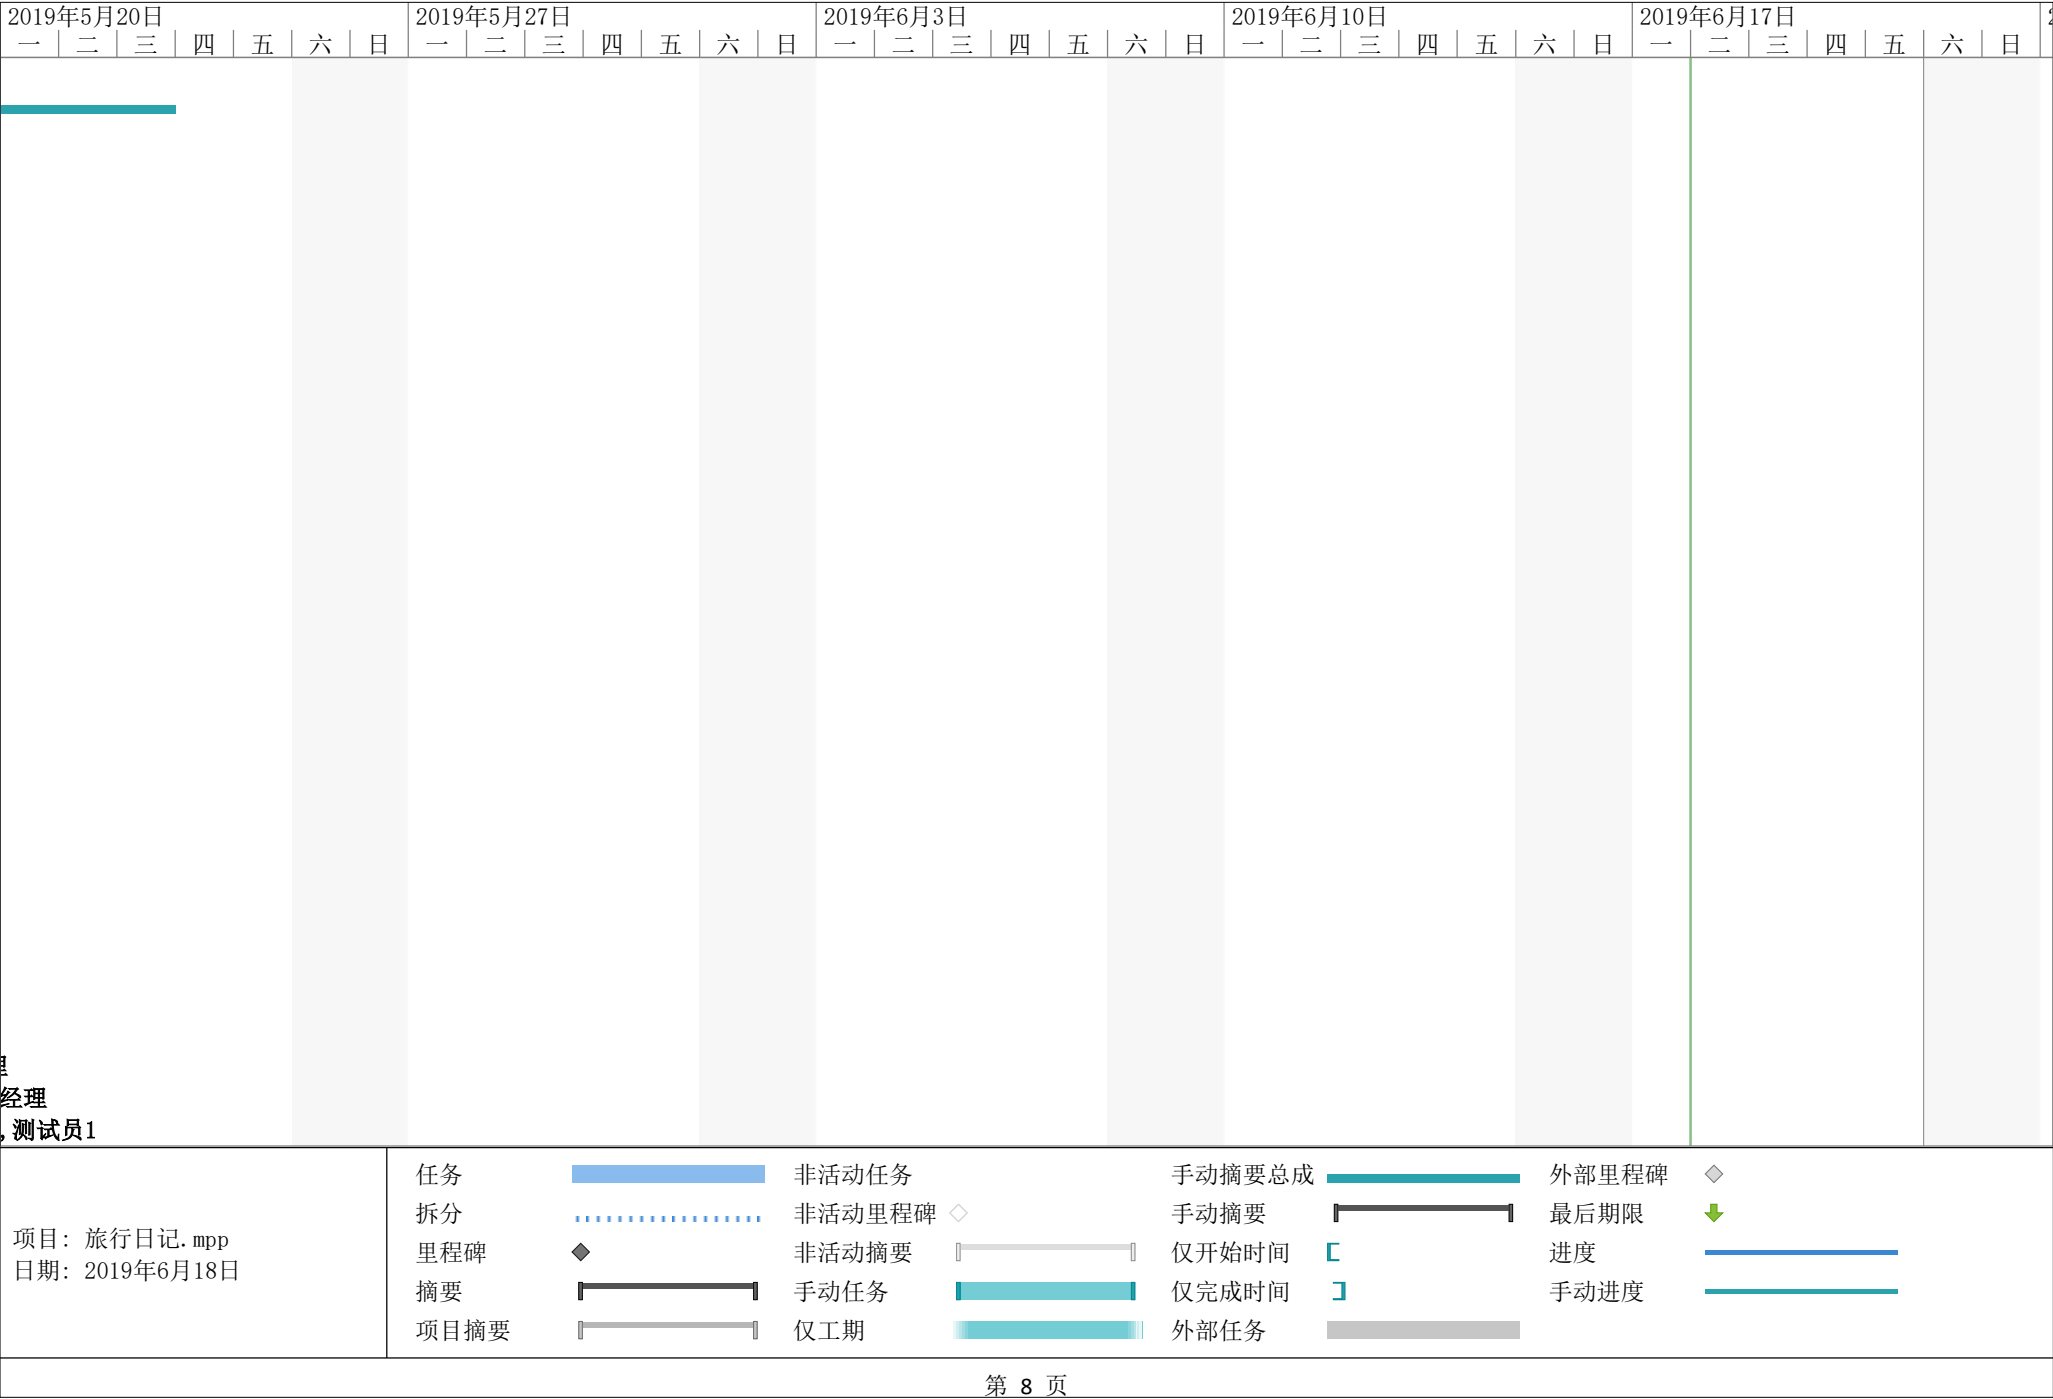 2019年5月20日 2019年5月27日 2019年6月3日 2019年6月10日 2019年6月17日
一 二 三 四 五 六 日 一 二 三 四 五 六 日 一 二 三 四 五 六 日 一 二 三 四 五 六 日 一 二 三 四 五 六 日
经理
,测试员1
任务 非活动任务 手动摘要总成 外部里程碑
拆分 非活动里程碑 手动摘要 最后期限
项目: 旅行日记.mpp
日期: 2019年6月18日
里程碑 非活动摘要 仅开始时间 进度
摘要 手动任务 仅完成时间 手动进度
项目摘要 仅工期 外部任务
第 8 页